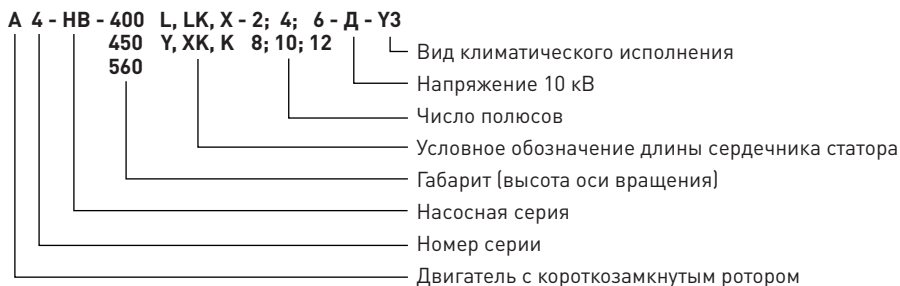 А 4 - НВ - 400 L, LK, X - 2; 4; 6 - Д - Y3
450 Y, XK, K 8; 10; 12
560
Вид климатического исполнения
Напряжение 10 кВ
Число полюсов
Условное обозначение длины сердечника статора
Габарит (высота оси вращения)
Насосная серия
Номер серии
Двигатель с короткозамкнутым ротором